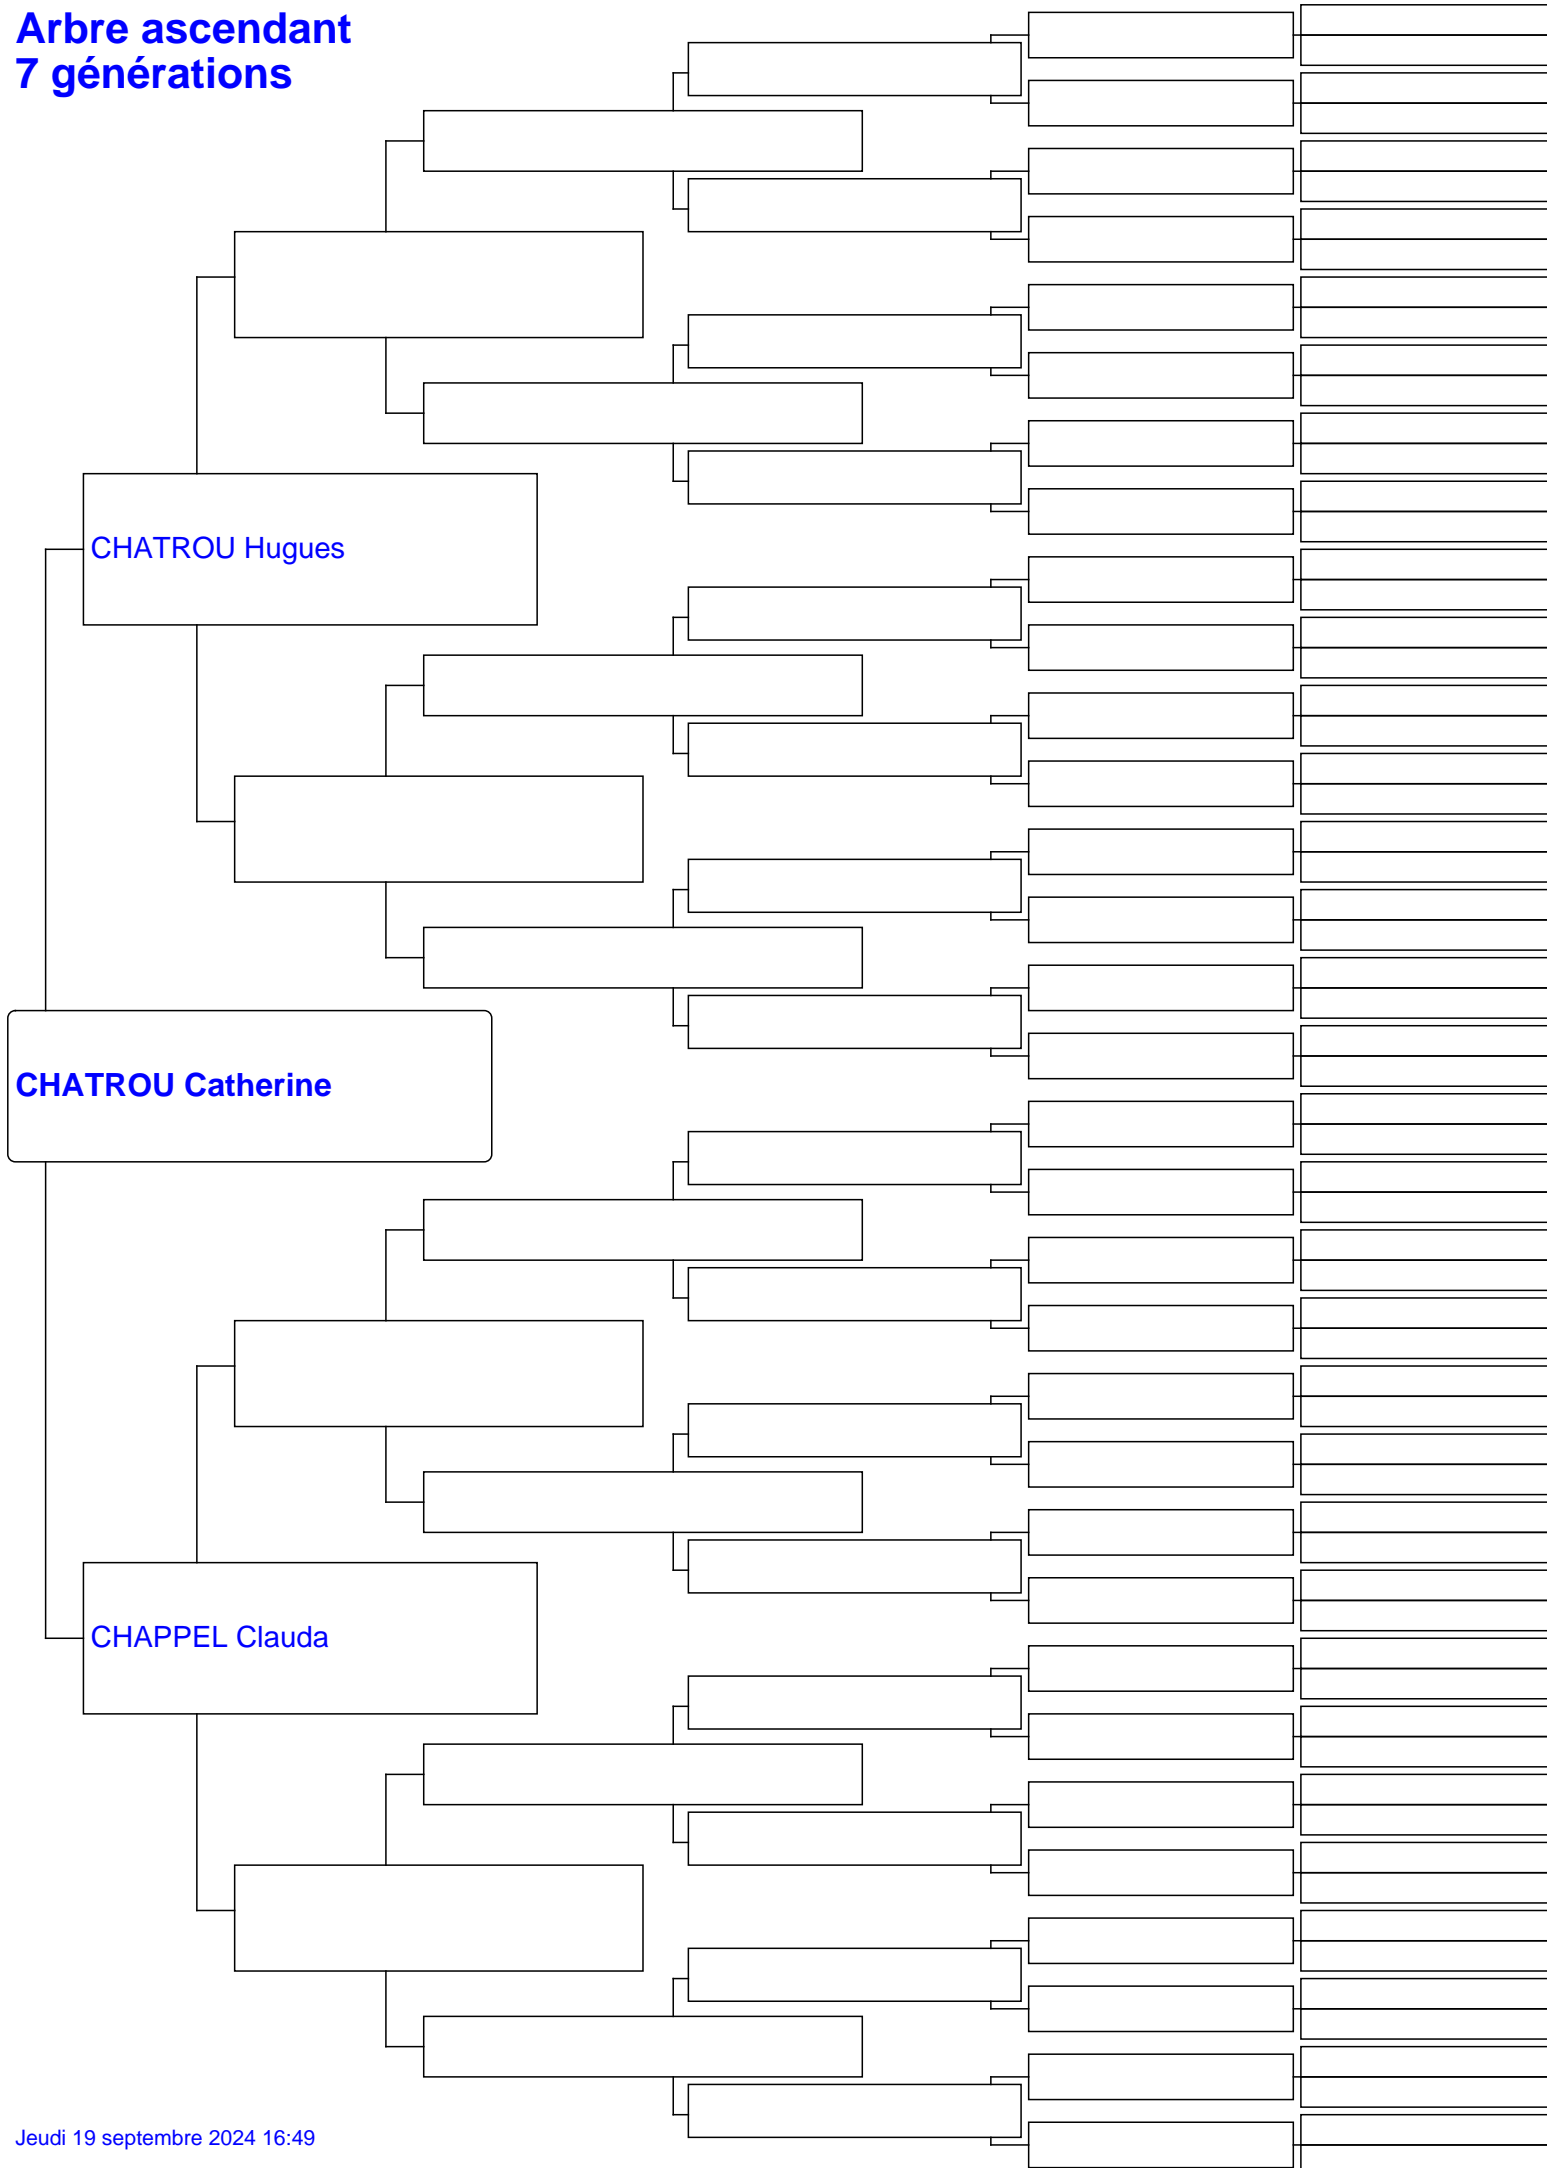 Arbre ascendant
7 générations
CHATROU Hugues
CHATROU Catherine
CHAPPEL Clauda
Jeudi 19 septembre 2024 16:49